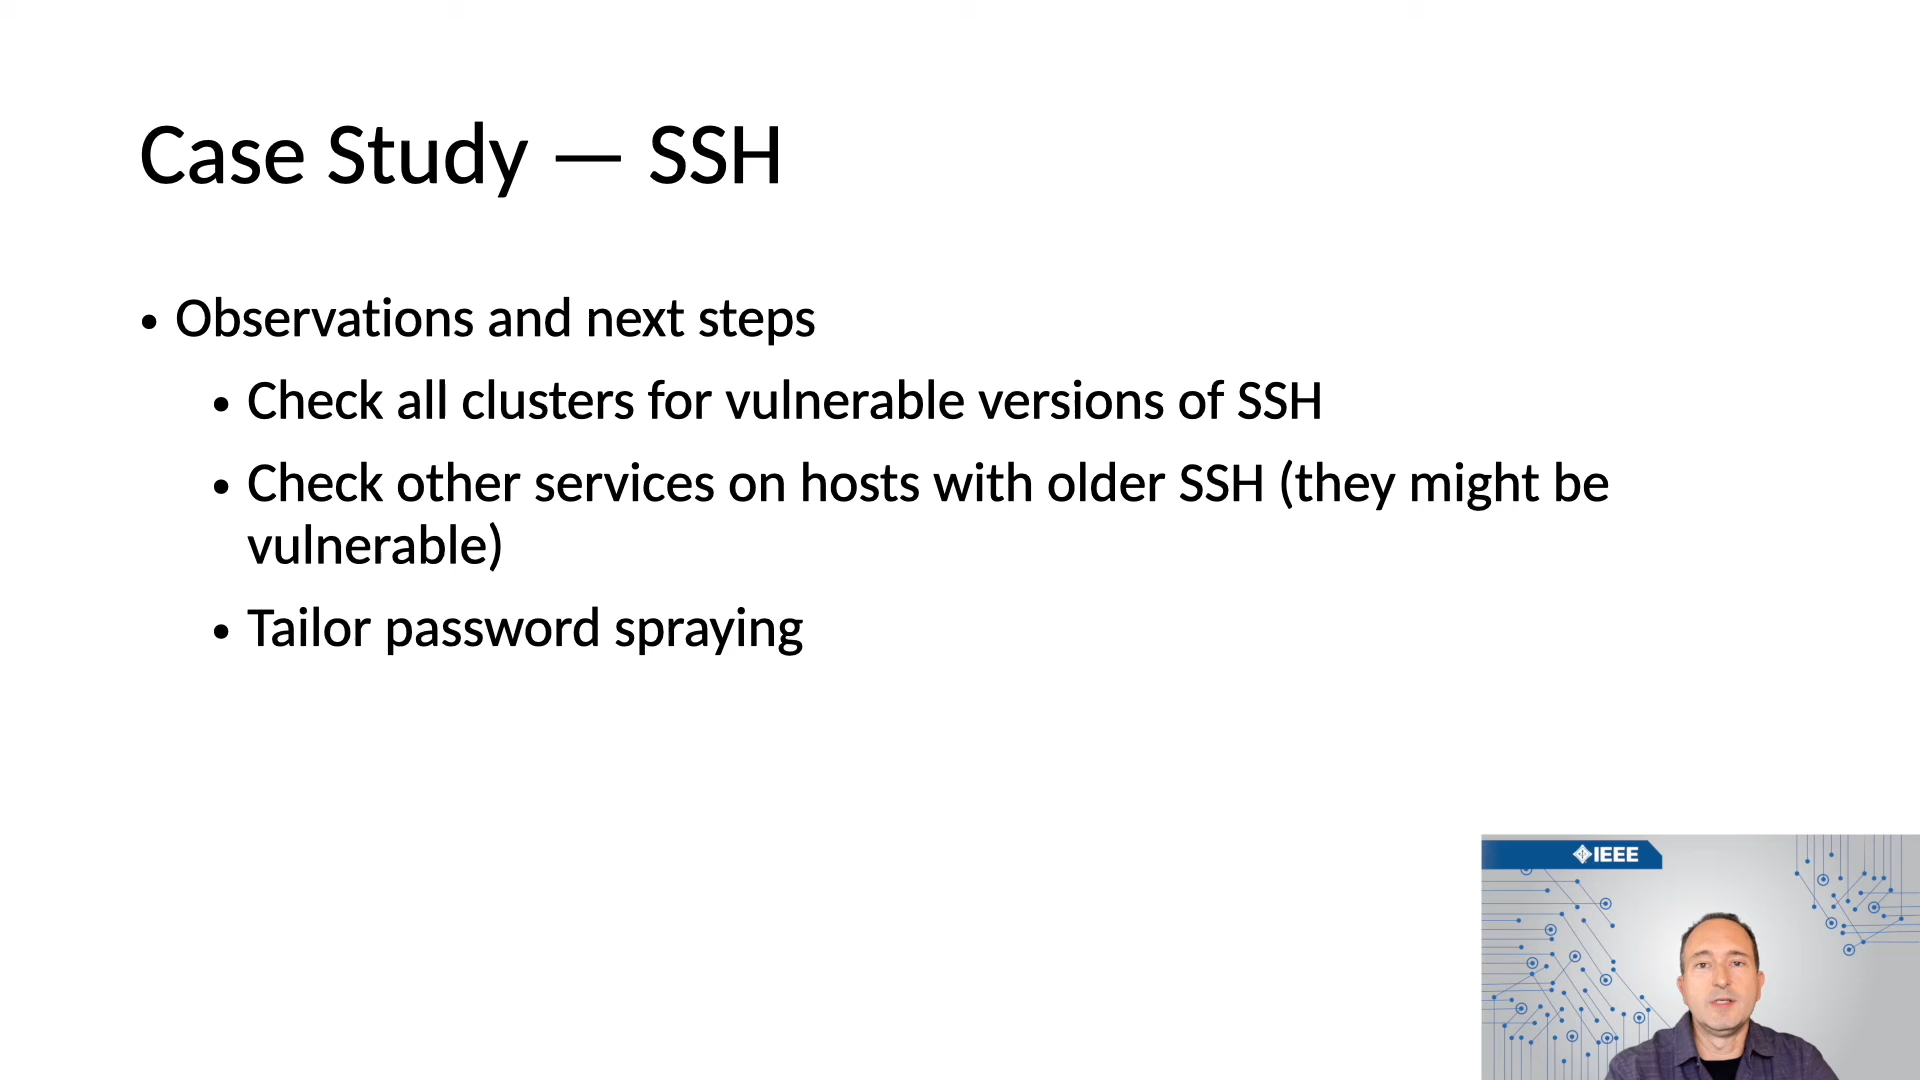 Case Study — SSH
• Observations and next steps
• Check all clusters for vulnerable versions of SSH
• Check other services on hosts with older SSH (they might be
vulnerable)
• Tailor password spraying
IEEE